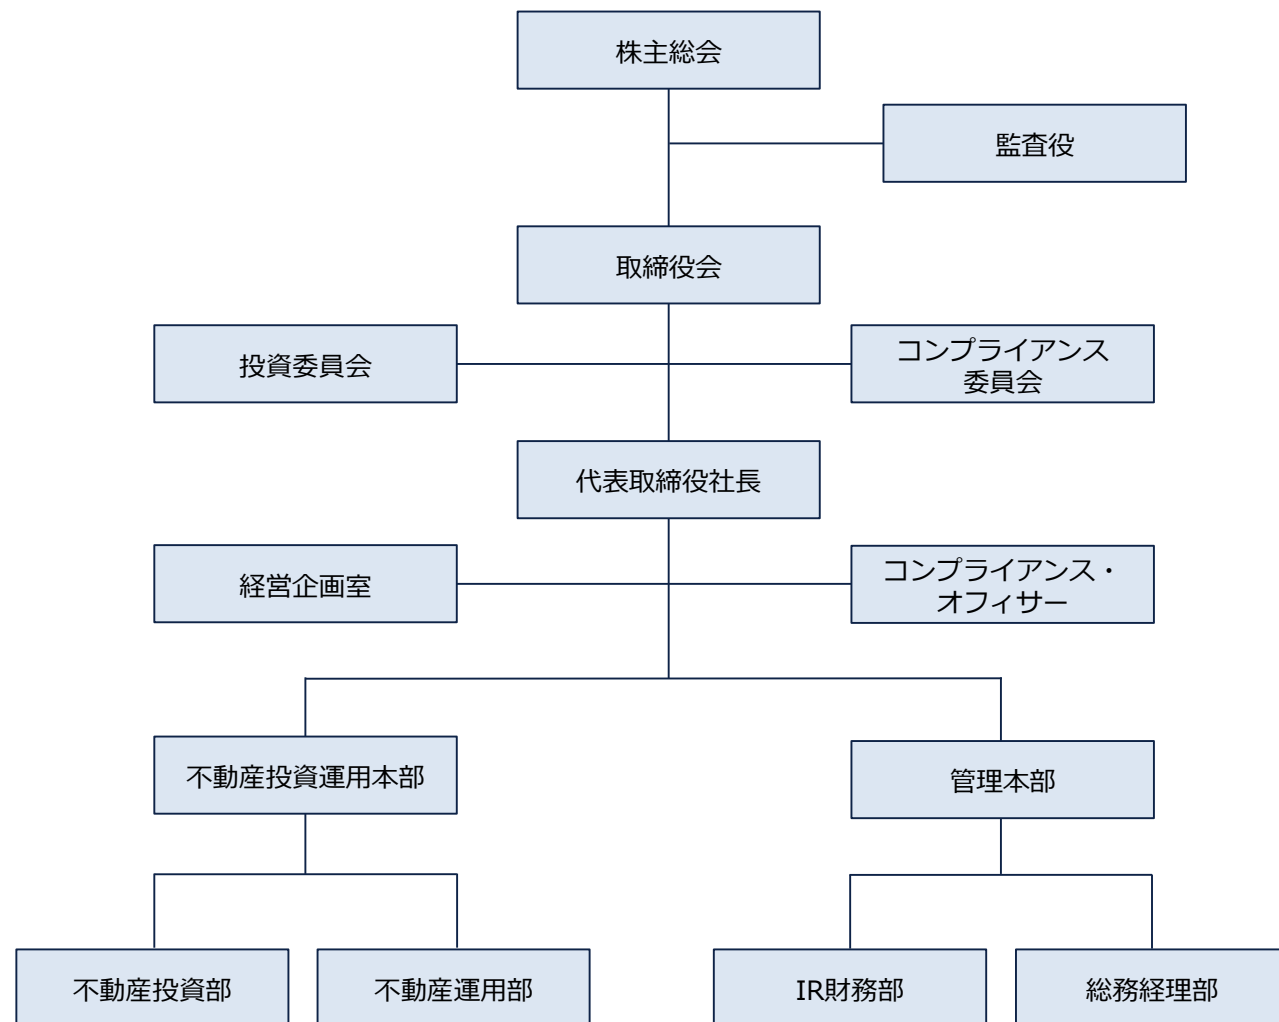 株主総会
監査役
取締役会
投資委員会
コンプライアンス
委員会
代表取締役社長
経営企画室
コンプライアンス・
オフィサー
不動産投資運用本部
管理本部
不動産投資部
不動産運用部
IR財務部
総務経理部